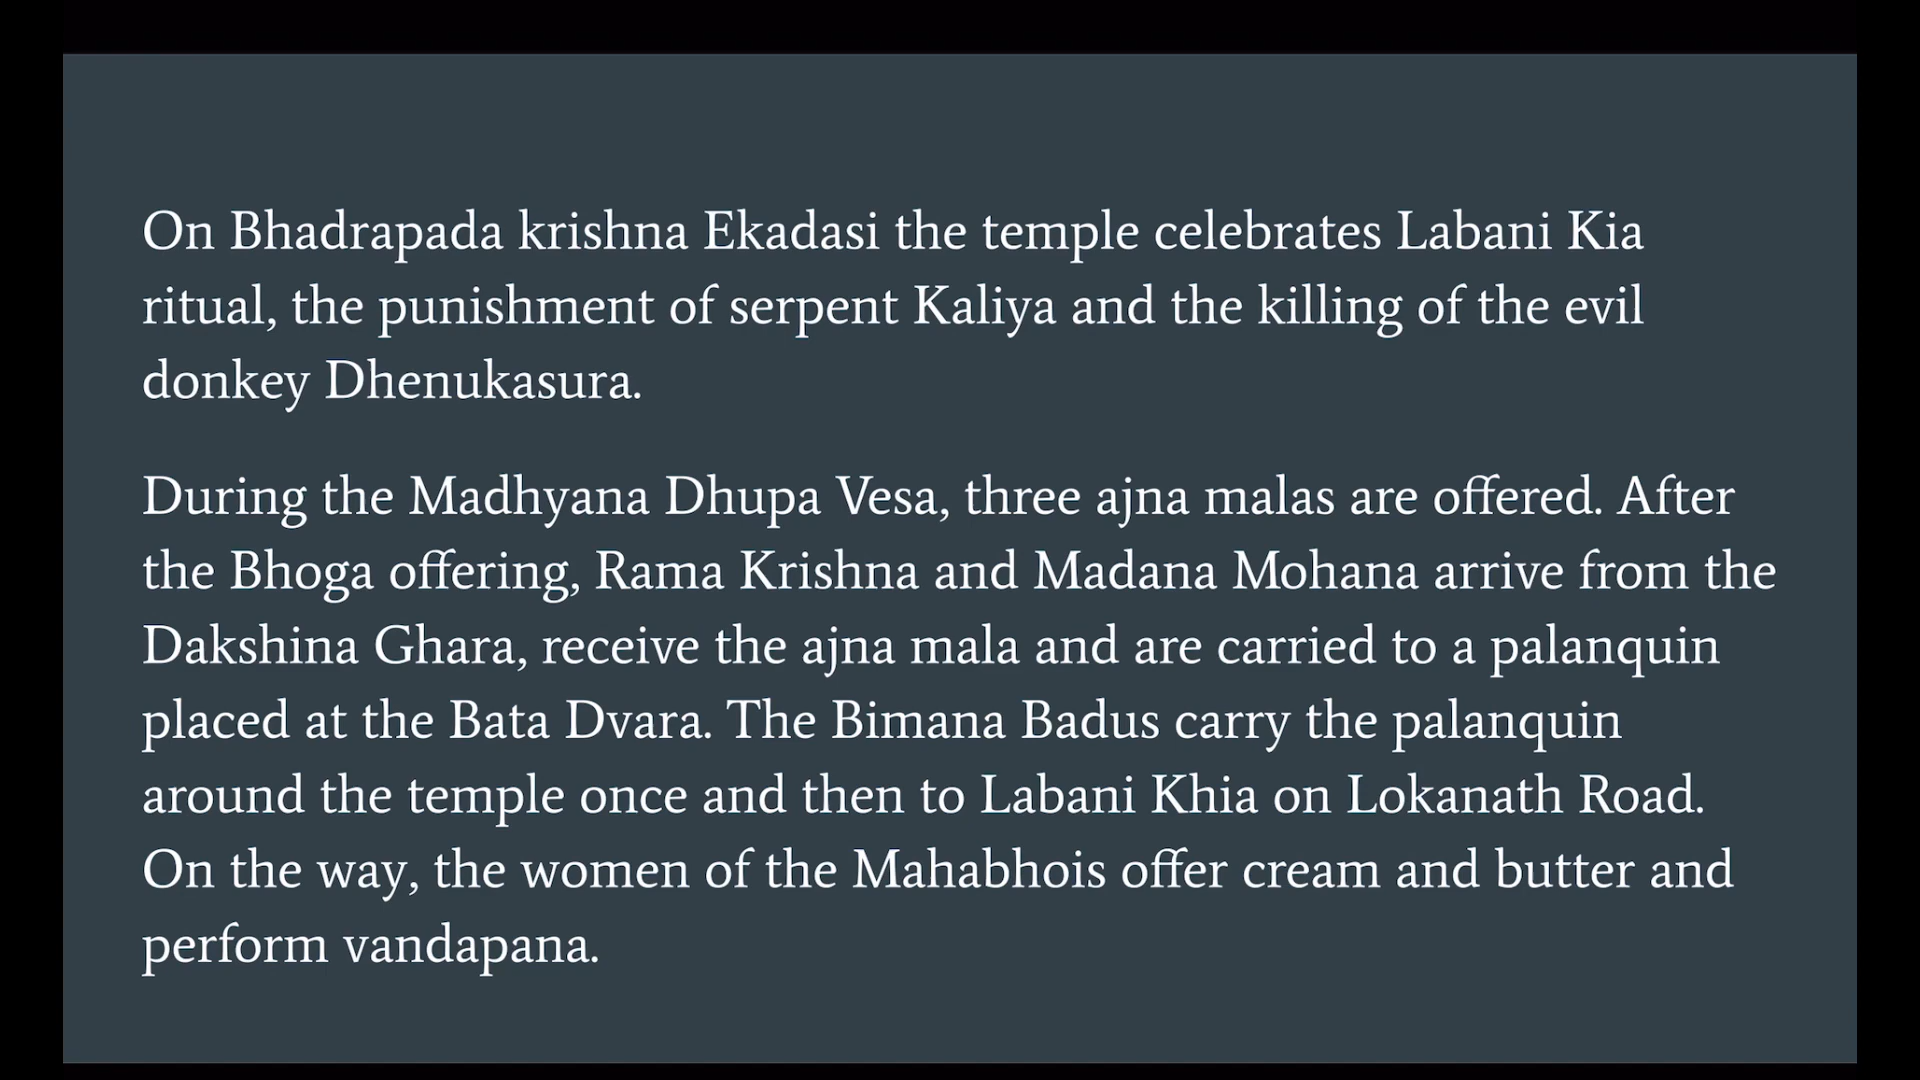 On Bhadrapada krishna Ekadasi the temple celebrates Labani Kia
ritual, the punishment of serpent Kaliya and the killing of the evil
donkey Dhenukasura.
During the Madhyana Dhupa Vesa, three ajna malas are offered. After
the Bhoga offering, Rama Krishna and Madana Mohana arrive from the
Dakshina Ghara, receive the ajna mala and are carried to a palanquin
placed at the Bata Dvara. The Bimana Badus carry the palanquin
around the temple once and then to Labani Khia on Lokanath Road.
On the way, the women of the Mahabhois offer cream and butter and
perform vandapana.